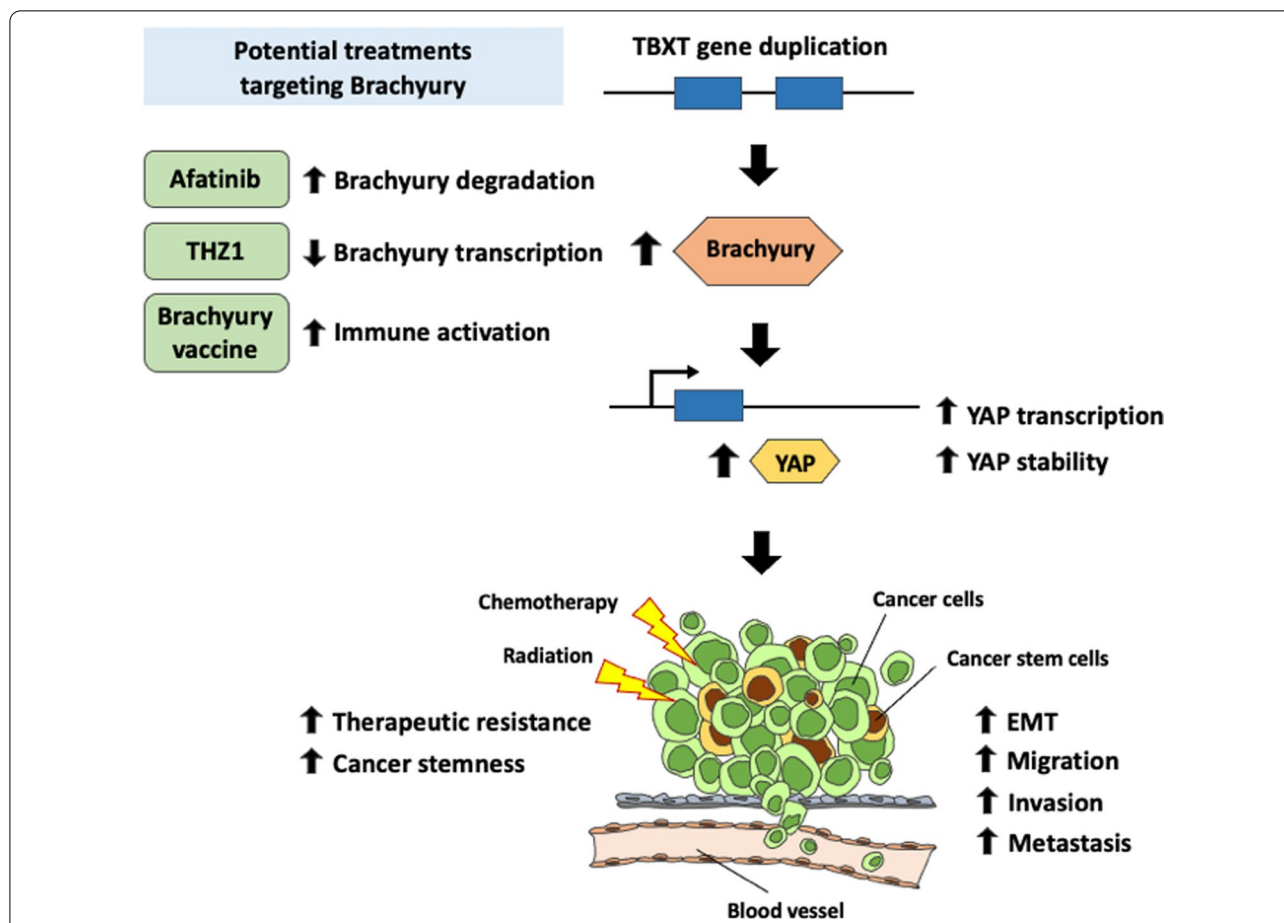 Potential treatments
targeting Brachyury
TBXT gene duplication
Afatinib
Brachyury degradation
THZ1
Brachyury transcription
Brachyury
Brachyury
vaccine
Immune activation
YAP transcription
YAP
YAP stability
Chemotherapy
Cancer cells
Radiation
Cancer stem cells
Therapeutic resistance
EMT
Cancer stemness
Migration
Invasion
Metastasis
Blood vessel